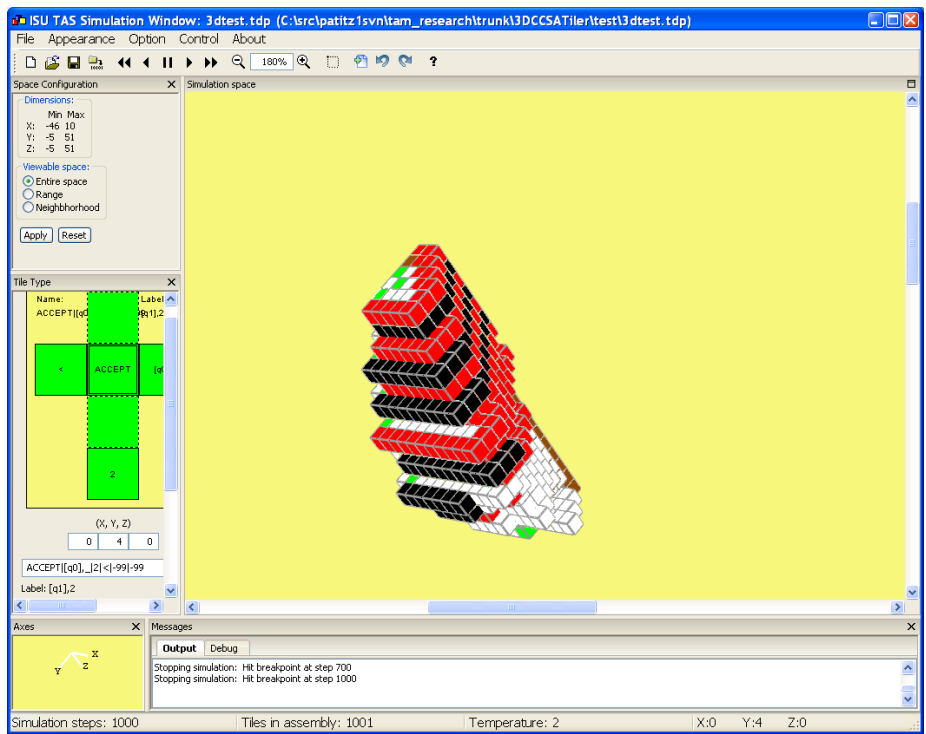 ISU TAS Simulation Window: 3dtest.tdp (C:\src\patitz1svn\tam_research\trunk\3DCCSATiler\test\3dtest.tdp)
File Appearance Option Control About
180%
?
Space Configuration
Simulation space
Dimensions:
Min Max
X: -46 10
Y: -5 51
Z: -5 51
Viewable space:
Entire space
Range
Neighbhorhood
Apply Reset
Tile Type
Name: Label
ACCEPT|[q0 q1],2
< ACCEPT [q0
2
(X, Y, Z)
0 4 0
ACCEPT|[q0],_|2|<|-99|-99
Label: [q1],2
Axes
X
Y Z
Messages
Output Debug
Stopping simulation: Hit breakpoint at step 700
Stopping simulation: Hit breakpoint at step 1000
Simulation steps: 1000 Tiles in assembly: 1001 Temperature: 2 X:0 Y:4 Z:0